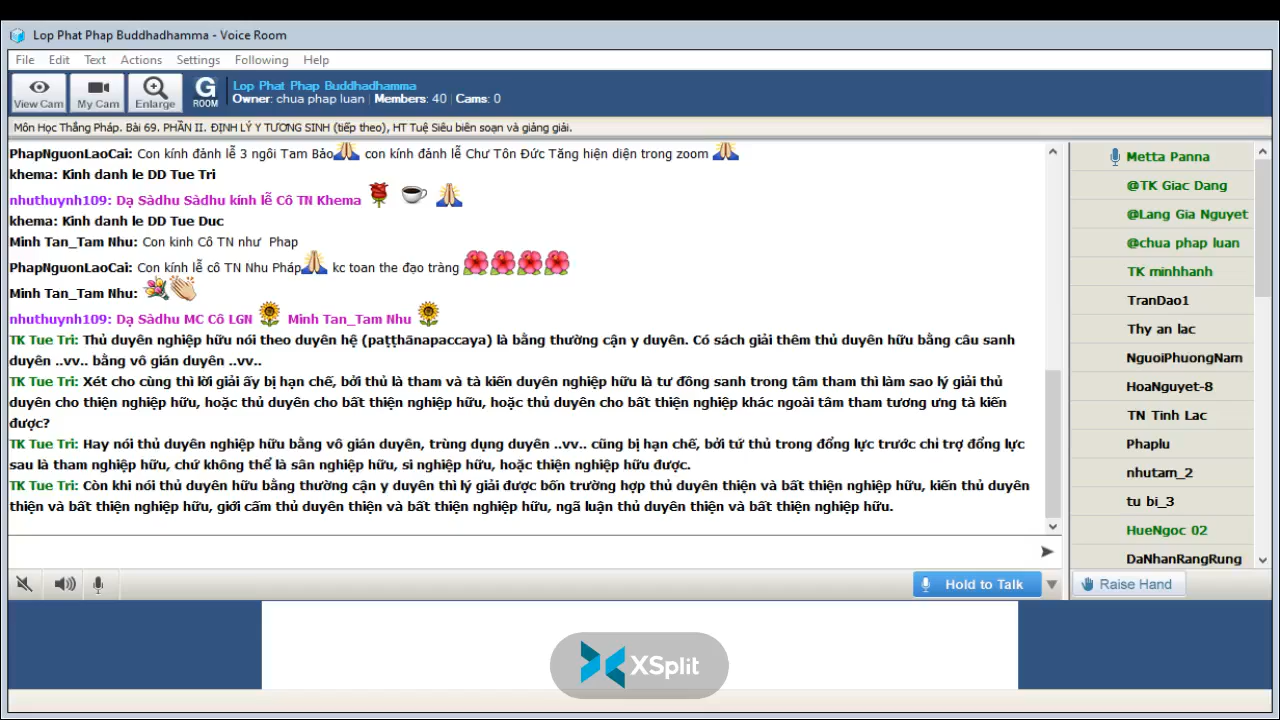 Lop Phat Phap Buddhadhamma - Voice Room
File Edit Text Actions Settings Following Help
View Cam My Cam Enlarge G ROOM
Lop Phat Phap Buddhadhamma
Owner: chua phap luan | Members: 40 | Cams: 0
Môn Học Thắng Pháp. Bài 69. PHẦN II. ĐỊNH LÝ Y TƯƠNG SINH (tiếp theo), HT Tuệ Siêu biên soạn và giảng giải.
PhapNguonLaoCai: Con kính đảnh lễ 3 ngôi Tam Bảo con kính đảnh lễ Chư Tôn Đức Tăng hiện diện trong zoom
khema: Kinh danh le DD Tue Tri
nhuthuynh109: Dạ Sàdhu Sàdhu kính lễ Cô TN Khema
khema: Kinh danh le DD Tue Duc
Minh Tan_Tam Nhu: Con kinh Cô TN như Phap
PhapNguonLaoCai: Con kính lễ cô TN Nhu Pháp kc toan the đạo tràng
Minh Tan_Tam Nhu:
nhuthuynh109: Dạ Sàdhu MC Cô LGN Minh Tan_Tam Nhu
TK Tue Tri: Thủ duyên nghiệp hữu nói theo duyên hệ (paṭṭhānapaccaya) là bằng thường cận y duyên. Có sách giải thêm thủ duyên hữu bằng câu sanh
duyên ..vv.. bằng vô gián duyên ..vv..
TK Tue Tri: Xét cho cùng thì lời giải ấy bị hạn chế, bởi thủ là tham và tà kiến duyên nghiệp hữu là tư đồng sanh trong tâm tham thì làm sao lý giải thủ
duyên cho thiện nghiệp hữu, hoặc thủ duyên cho bất thiện nghiệp hữu, hoặc thủ duyên cho bất thiện nghiệp khác ngoài tâm tham tương ưng tà kiến
được?
TK Tue Tri: Hay nói thủ duyên nghiệp hữu bằng vô gián duyên, trùng dụng duyên ..vv.. cũng bị hạn chế, bởi tứ thủ trong đổng lực trước chỉ trợ đổng lực
sau là tham nghiệp hữu, chứ không thể là sân nghiệp hữu, si nghiệp hữu, hoặc thiện nghiệp hữu được.
TK Tue Tri: Còn khi nói thủ duyên hữu bằng thường cận y duyên thì lý giải được bốn trường hợp thủ duyên thiện và bất thiện nghiệp hữu, kiến thủ duyên
thiện và bất thiện nghiệp hữu, giới cấm thủ duyên thiện và bất thiện nghiệp hữu, ngã luận thủ duyên và bất thiện nghiệp hữu.
Hold to Talk
Metta Panna
@TK Giac Dang
@Lang Gia Nguyet
@chua phap luan
TK minhhanh
TranDao1
Thy an lac
NguoiPhuongNam
HoaNguyet-8
TN Tinh Lac
Phaplu
nhutam_2
tu bi_3
HueNgoc 02
DaNhanRangRung
Raise Hand
XSplit